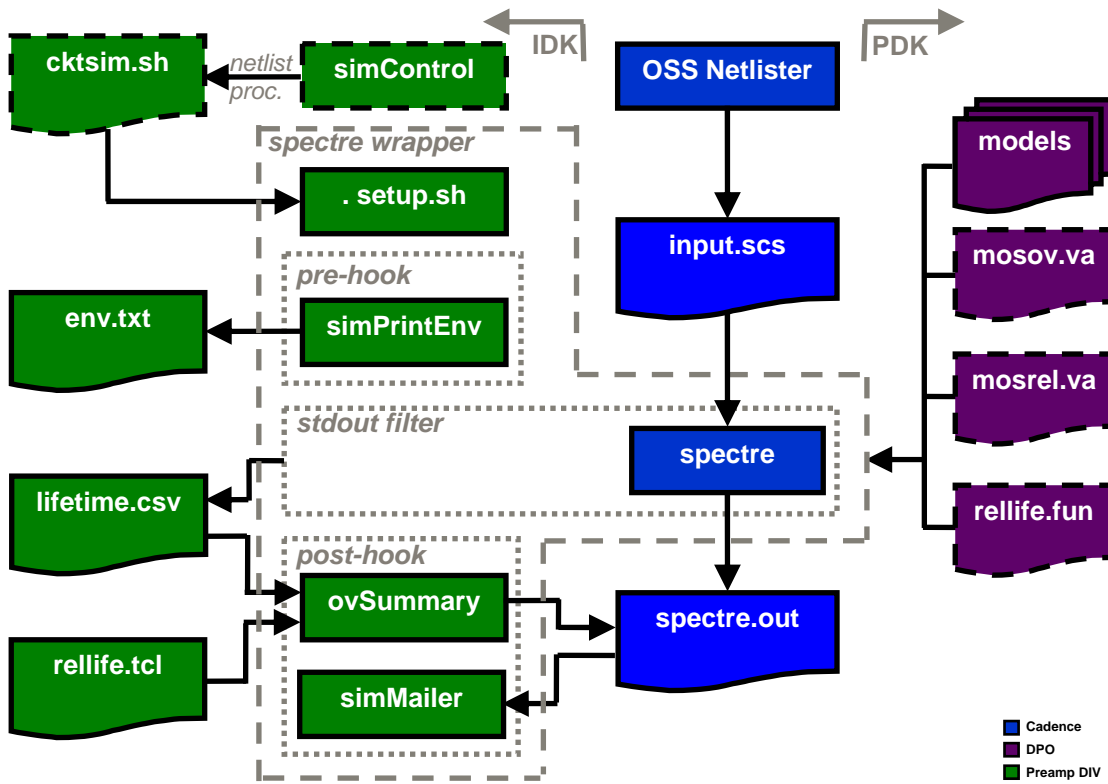 IDK
PDK
cktsim.sh
netlist
proc.
simControl
OSS Netlister
models
spectre wrapper
. setup.sh
input.scs
mosov.va
pre-hook
env.txt
simPrintEnv
mosrel.va
stdout filter
spectre
lifetime.csv
rellife.fun
post-hook
ovSummary
spectre.out
rellife.tcl
simMailer
Cadence
DPO
Preamp DIV